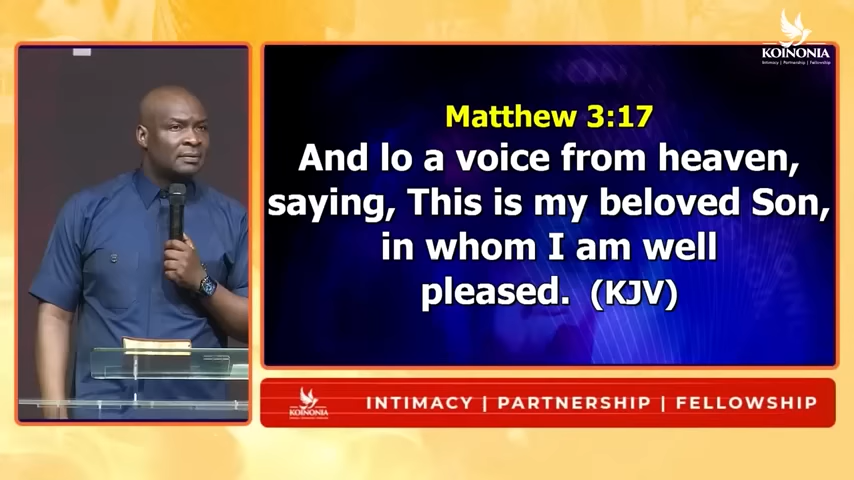 KOINONIA
Intimacy | Partnership | Fellowship
Matthew 3:17
And lo a voice from heaven,
saying, This is my beloved Son,
in whom I am well
pleased. (KJV)
KOINONIA
INTIMACY | PARTNERSHIP | FELLOWSHIP